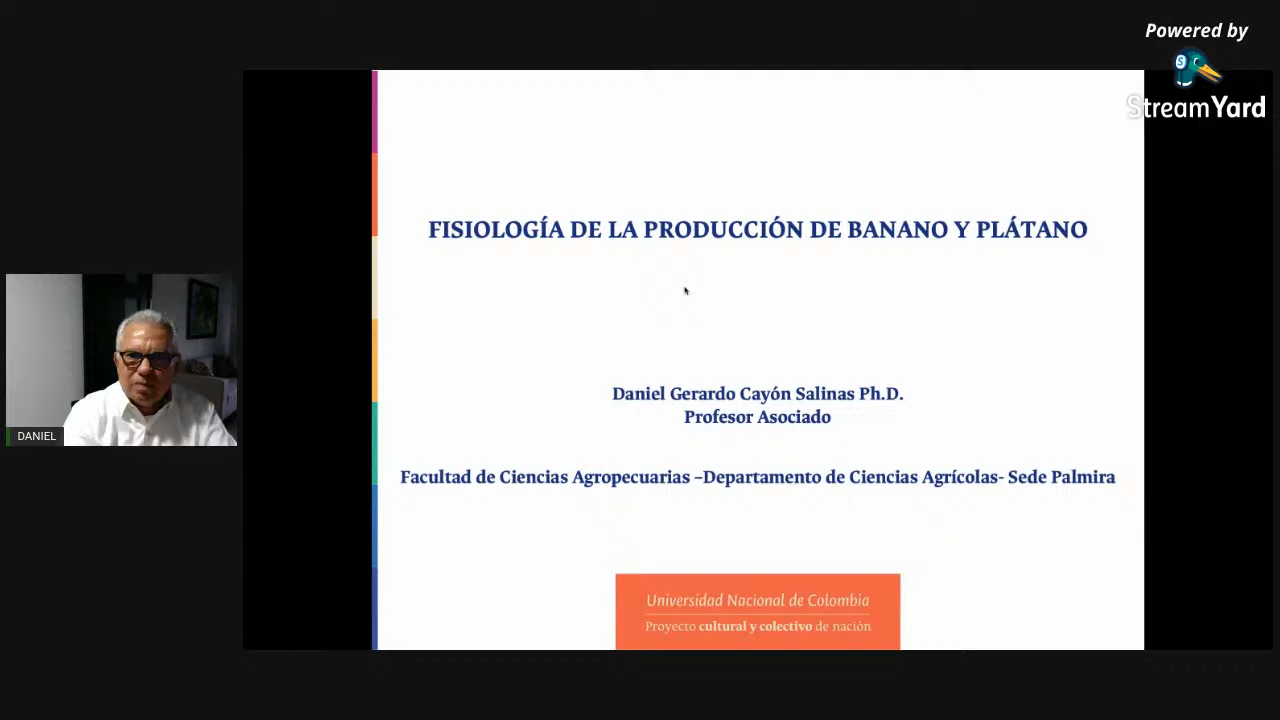 Powered by
StreamYard
FISIOLOGÍA DE LA PRODUCCIÓN DE BANANO Y PLÁTANO
Daniel Gerardo Cayón Salinas Ph.D.
Profesor Asociado
Facultad de Ciencias Agropecuarias –Departamento de Ciencias Agrícolas- Sede Palmira
DANIEL
Universidad Nacional de Colombia
Proyecto cultural y colectivo de nación